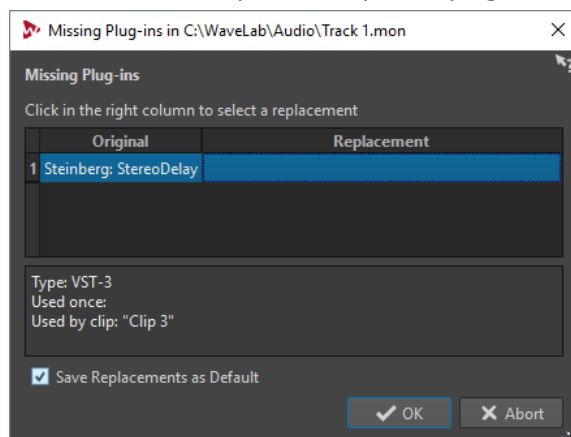 Missing Plug-ins in C:\WaveLab\Audio\Track 1.mon
Missing Plug-ins
Click in the right column to select a replacement
Original Replacement
1 Steinberg: StereoDelay
Type: VST-3
Used once:
Used by clip: "Clip 3"
Save Replacements as Default
OK Abort